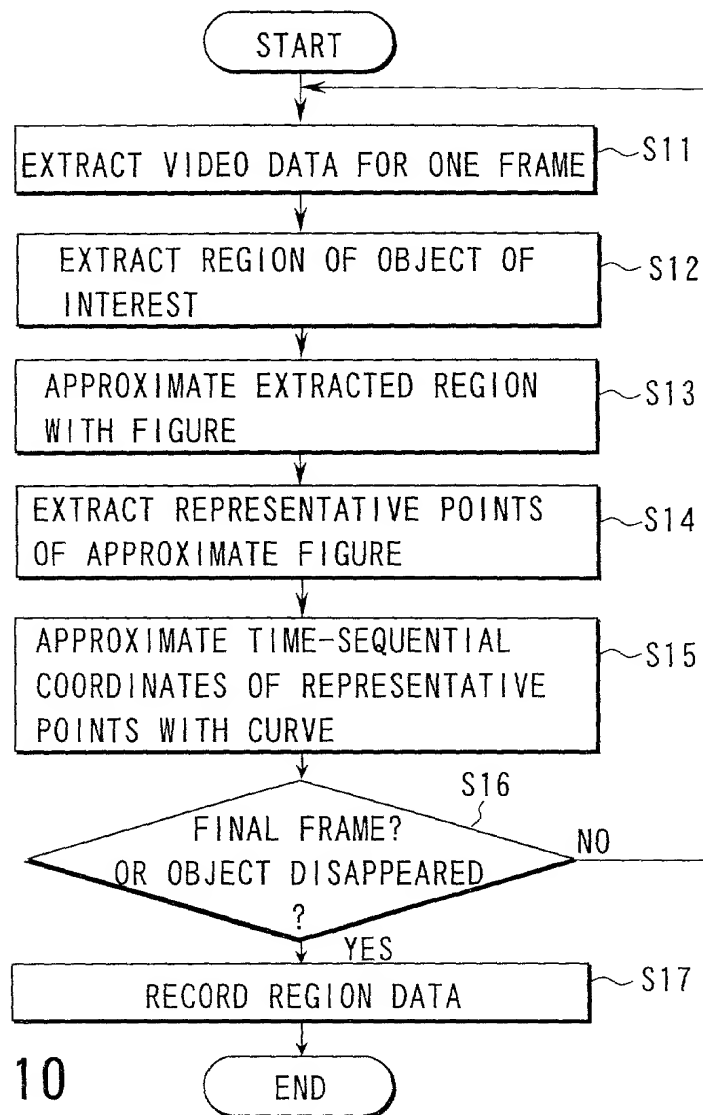 START
EXTRACT VIDEO DATA FOR ONE FRAME
S11
EXTRACT REGION OF OBJECT OF
INTEREST
S12
APPROXIMATE EXTRACTED REGION
WITH FIGURE
S13
EXTRACT REPRESENTATIVE POINTS
OF APPROXIMATE FIGURE
S14
APPROXIMATE TIME-SEQUENTIAL
COORDINATES OF REPRESENTATIVE
POINTS WITH CURVE
S15
S16
FINAL FRAME?
OR OBJECT DISAPPEARED
?
NO
YES
RECORD REGION DATA
S17
END
10